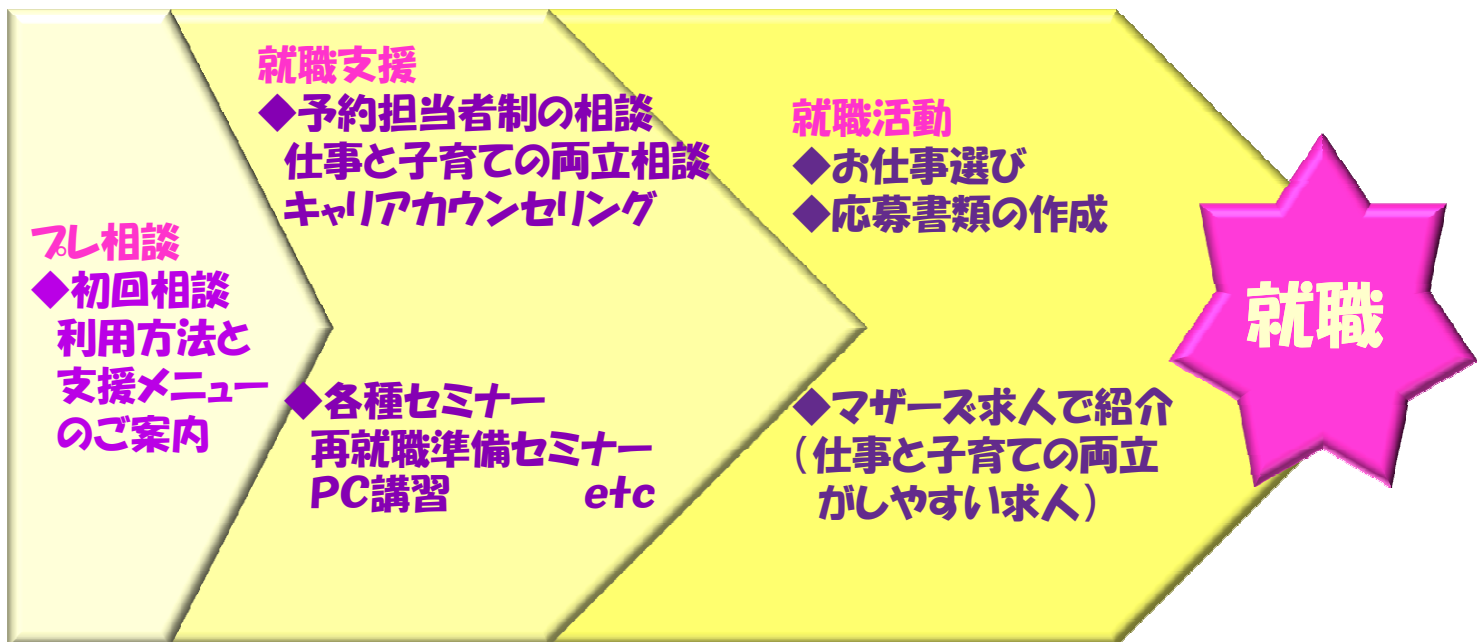 プレ相談
◆初回相談
利用方法と
支援メニュー
のご案内
就職支援
◆予約担当者制の相談
仕事と子育ての両立相談
キャリアカウンセリング
◆各種セミナー
再就職準備セミナー
PC講習 etc
就職活動
◆お仕事選び
◆応募書類の作成
◆マザーズ求人で紹介
(仕事と子育ての両立
がしやすい求人)
就職